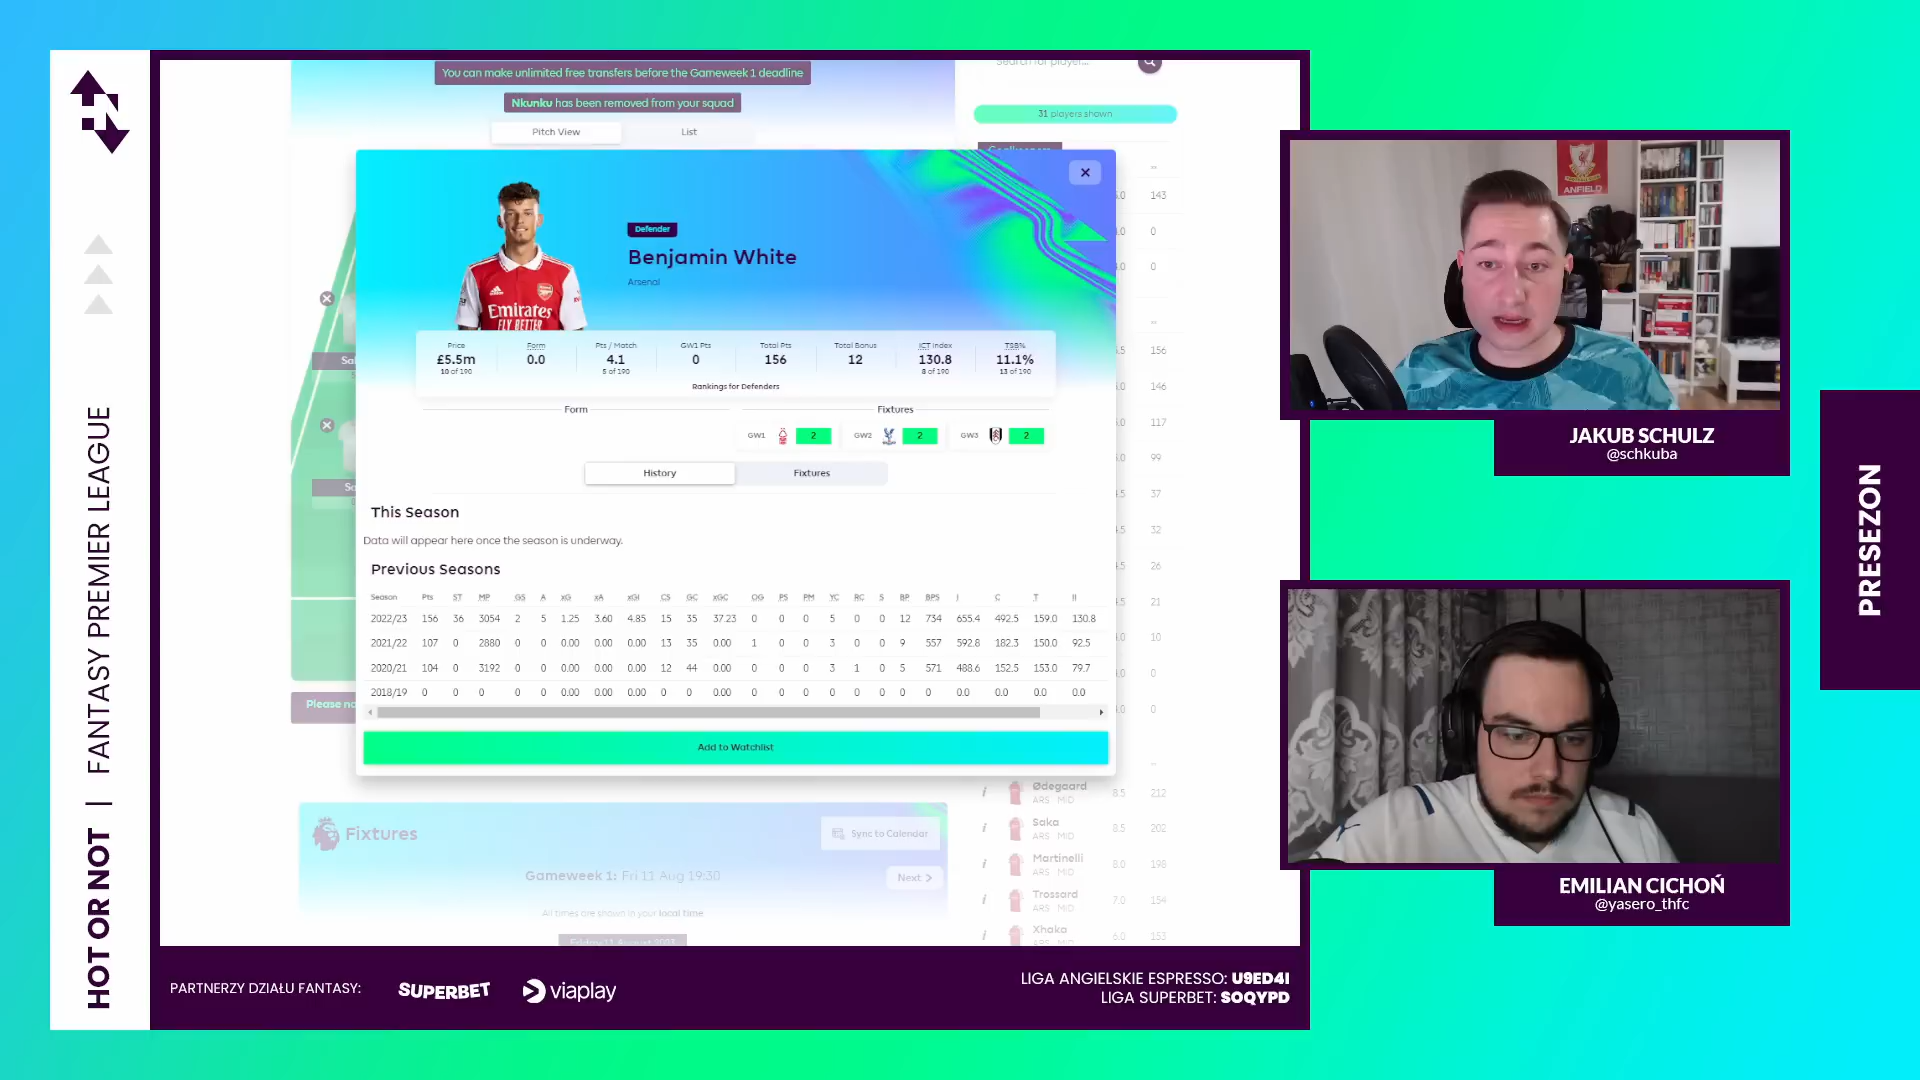 HOT OR NOT | FANTASY PREMIER LEAGUE
You can make unlimited free transfers before the Gameweek 1 deadline
Nkunku has been removed from your squad
Pitch View
List
Search for player...
31 players shown
Defender
Benjamin White
Arsenal
Emirates
FLY BETTER
Price Form Pts / Match GW1 Pts Total Pts Total Bonus ICT Index TSB%
£5.5m 0.0 4.1 0 156 12 130.8 11.1%
10 of 190 5 of 190 8 of 190 13 of 190
Rankings for Defenders
Form
Fixtures
GW1 2 GW2 2 GW3 2
History
Fixtures
This Season
Data will appear here once the season is underway.
Previous Seasons
Season Pts ST MP GS A xG xA xGI CS GC xGC OG PS PM YC RC S BP BPS I C T II
2022/23 156 36 3054 2 5 1.25 3.60 4.85 15 35 37.23 0 0 0 5 0 0 12 734 655.4 492.5 159.0 130.8
2021/22 107 0 2880 0 0 0.00 0.00 0.00 13 35 0.00 1 0 0 3 0 0 9 557 592.8 182.3 150.0 92.5
2020/21 104 0 3192 0 0 0.00 0.00 0.00 12 44 0.00 0 0 0 3 1 0 5 571 488.6 152.5 153.0 79.7
2018/19 0 0 0 0 0 0.00 0.00 0.00 0 0 0.00 0 0 0 0 0 0 0 0 0.0 0.0 0.0 0.0
Add to Watchlist
143
0
0
156
146
117
99
37
32
26
21
10
0
0
Please
Ødegaard
ARS MID 8.5 212
Saka
ARS MID 8.5 202
Martinelli
ARS MID 8.0 198
Trossard
ARS MID 7.0 154
Xhaka
ARS MID 6.0 153
Fixtures
Sync to Calendar
Gameweek 1: Fri 11 Aug 19:30
Next
All times are shown in your local time
ANFIELD
JAKUB SCHULZ
@schkuba
EMILIAN CICHOŃ
@yasero_thfc
PRESEZON
PARTNERZY DZIAŁU FANTASY: SUPERBET viaplay
LIGA ANGIELSKIE ESPRESSO: U9ED4I
LIGA SUPERBET: SOQYPD